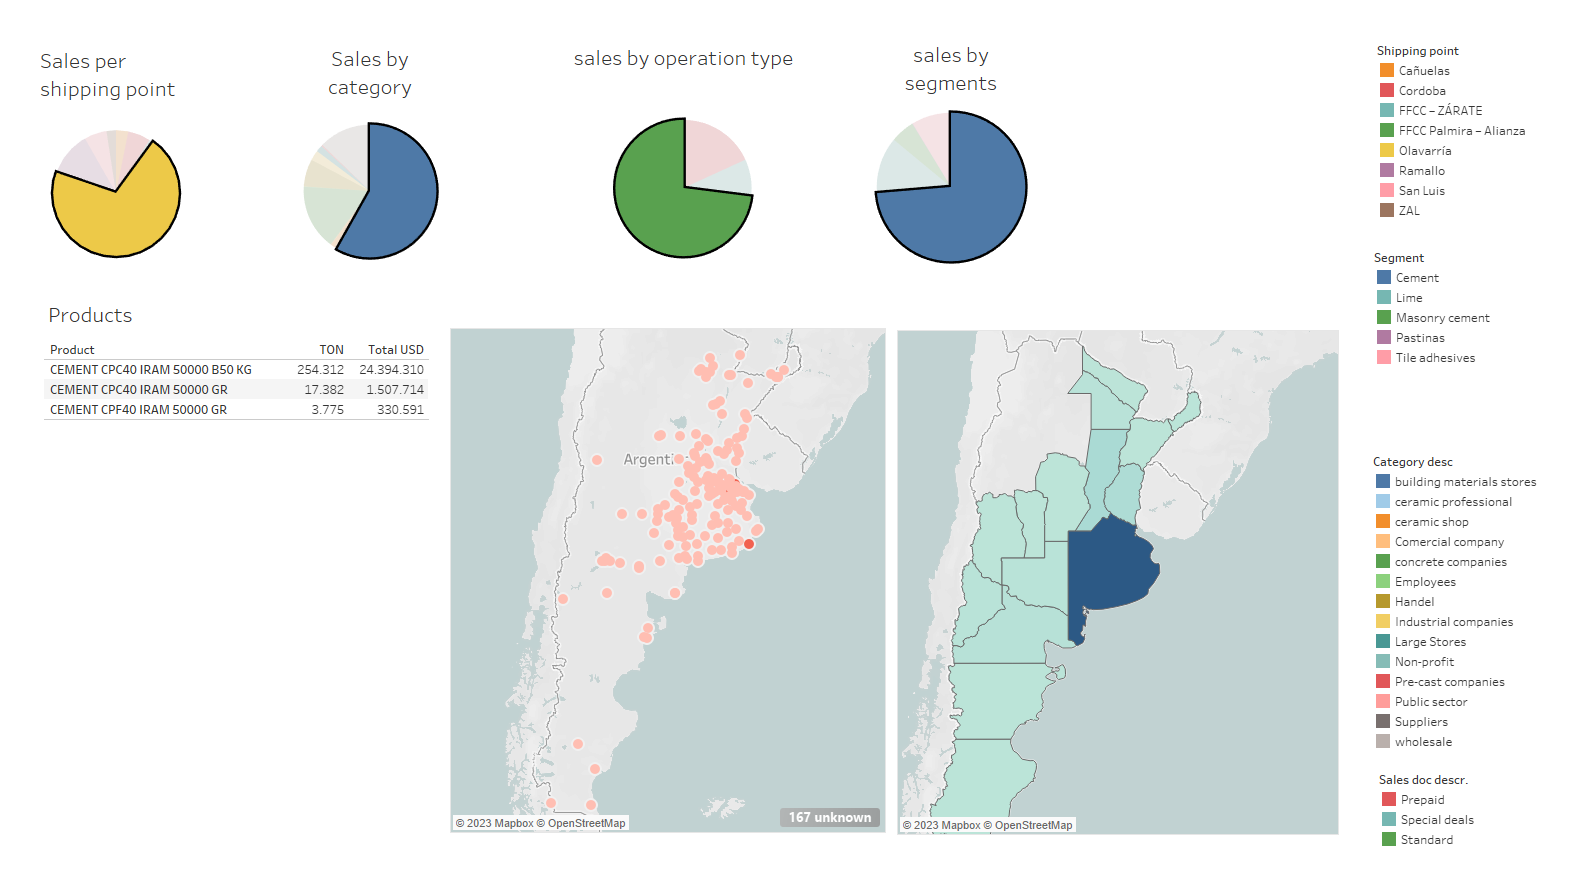 Sales per
shipping point
Sales by
category
sales by operation type
sales by
segments
Shipping point
Cañuelas
Cordoba
FFCC – ZÁRATE
FFCC Palmira – Alianza
Olavarría
Ramallo
San Luis
ZAL
Segment
Cement
Lime
Masonry cement
Pastinas
Tile adhesives
Products
Product TON Total USD
CEMENT CPC40 IRAM 50000 B50 KG 254.312 24.394.310
CEMENT CPC40 IRAM 50000 GR 17.382 1.507.714
CEMENT CPF40 IRAM 50000 GR 3.775 330.591
Argenti
© 2023 Mapbox © OpenStreetMap
167 unknown
© 2023 Mapbox © OpenStreetMap
Category desc
building materials stores
ceramic professional
ceramic shop
Comercial company
concrete companies
Employees
Handel
Industrial companies
Large Stores
Non-profit
Pre-cast companies
Public sector
Suppliers
wholesale
Sales doc descr.
Prepaid
Special deals
Standard